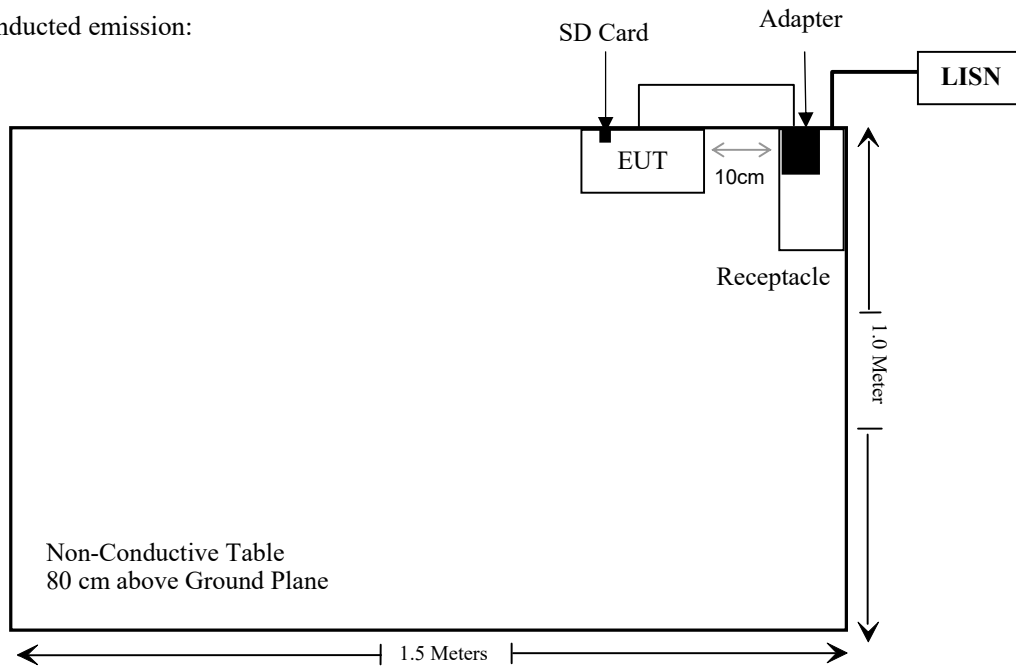 nducted emission:
SD Card
Adapter
LISN
EUT
10cm
Receptacle
1.0 Meter
Non-Conductive Table
80 cm above Ground Plane
1.5 Meters